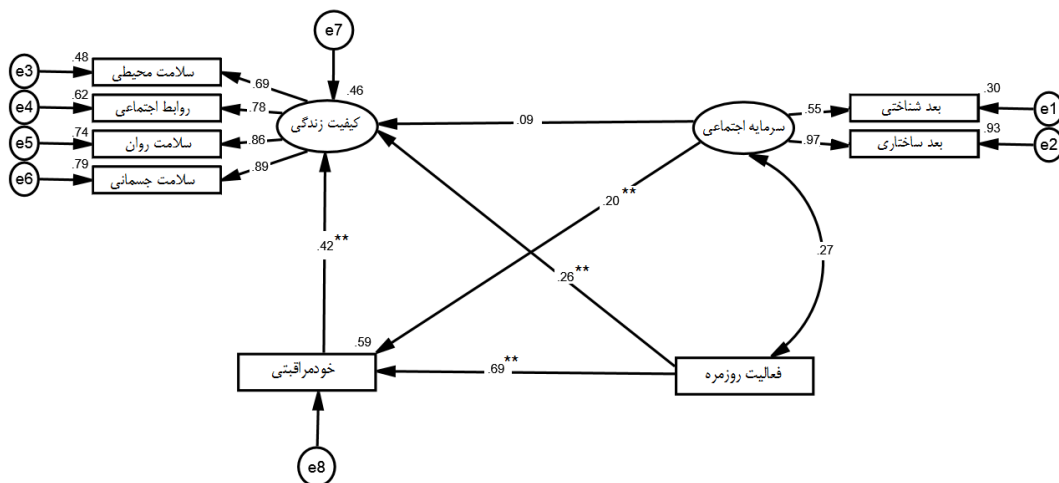 e7
.48
e3
سلامت محیطی
.69
.46
.62
e4
روابط اجتماعی
.78
کیفیت زندگی
.74
e5
سلامت روان
.86
.79
e6
سلامت جسمانی
.89
.09
سرمایه اجتماعی
.55
بعد شناختی
.30
e1
.97
بعد ساختاری
.93
e2
.20**
.42**
.26**
.27
.59
خودمراقبتی
.69**
فعالیت روزمره
e8